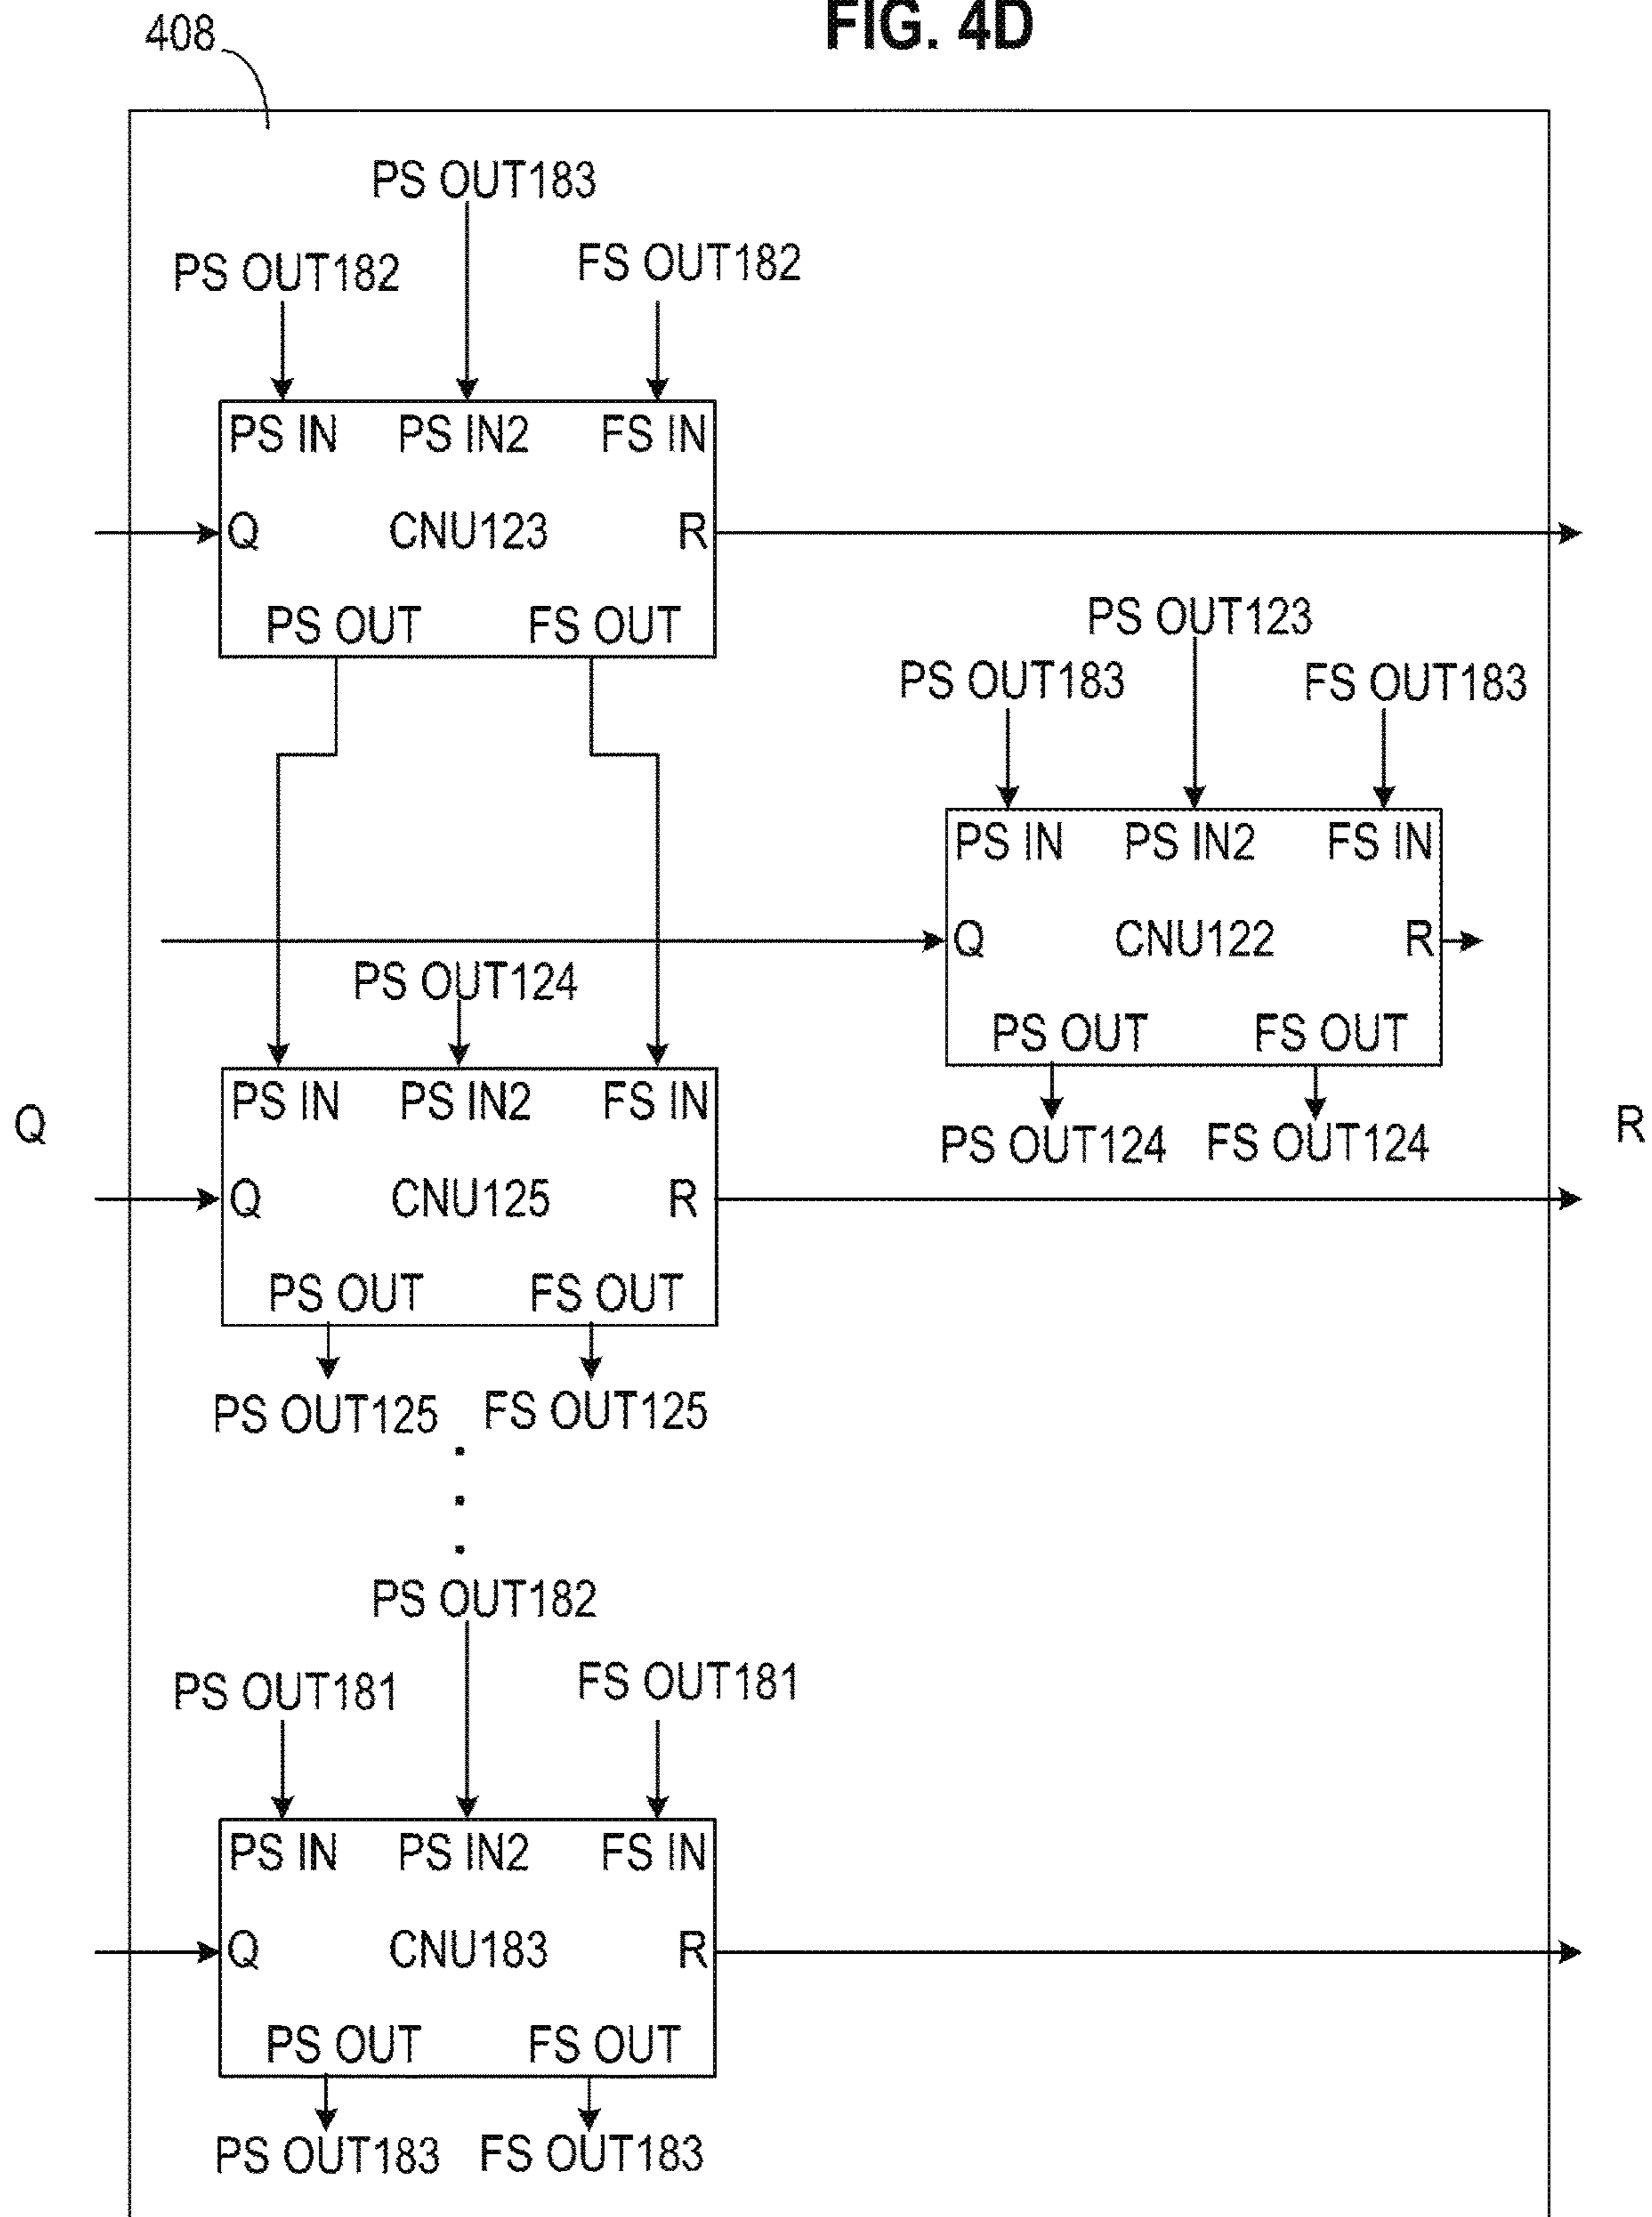 FIG. 4D
408
PS OUT183
PS OUT182 FS OUT182
PS IN PS IN2 FS IN
Q CNU123 R
PS OUT FS OUT
PS OUT123
PS OUT183 FS OUT183
PS IN PS IN2 FS IN
Q CNU122 R
PS OUT FS OUT
PS OUT124 FS OUT124
PS OUT124
PS IN PS IN2 FS IN
Q CNU125 R
PS OUT FS OUT
PS OUT125 FS OUT125
Q
R
PS OUT182
PS OUT181 FS OUT181
PS IN PS IN2 FS IN
Q CNU183 R
PS OUT FS OUT
PS OUT183 FS OUT183